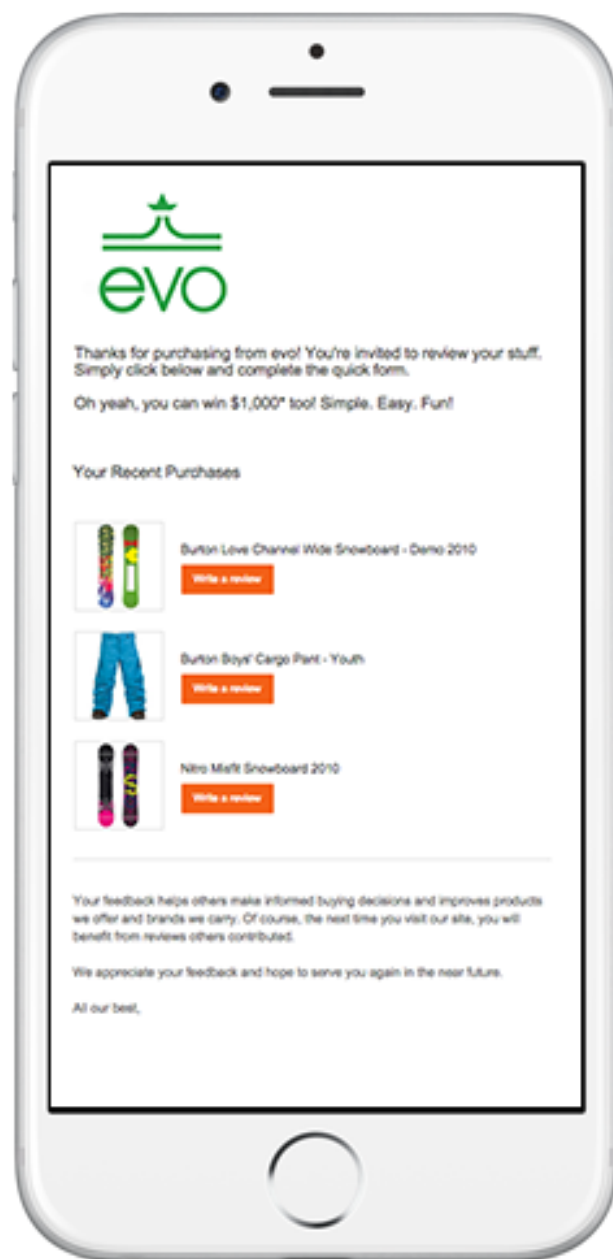 evo
Thanks for purchasing from evo! You're invited to review your stuff.
Simply click below and complete the quick form.
Oh yeah, you can win $1,000* too! Simple. Easy. Fun!
Your Recent Purchases
Burton Love Channel Wide Snowboard - Demo 2010
Write a review
Burton Boys' Cargo Pant - Youth
Write a review
Nitro Misfit Snowboard 2010
Write a review
Your feedback helps others make informed buying decisions and improves products
we offer and brands we carry. Of course, the next time you visit our site, you will
benefit from reviews others contributed.
We appreciate your feedback and hope to serve you again in the near future.
All our best,